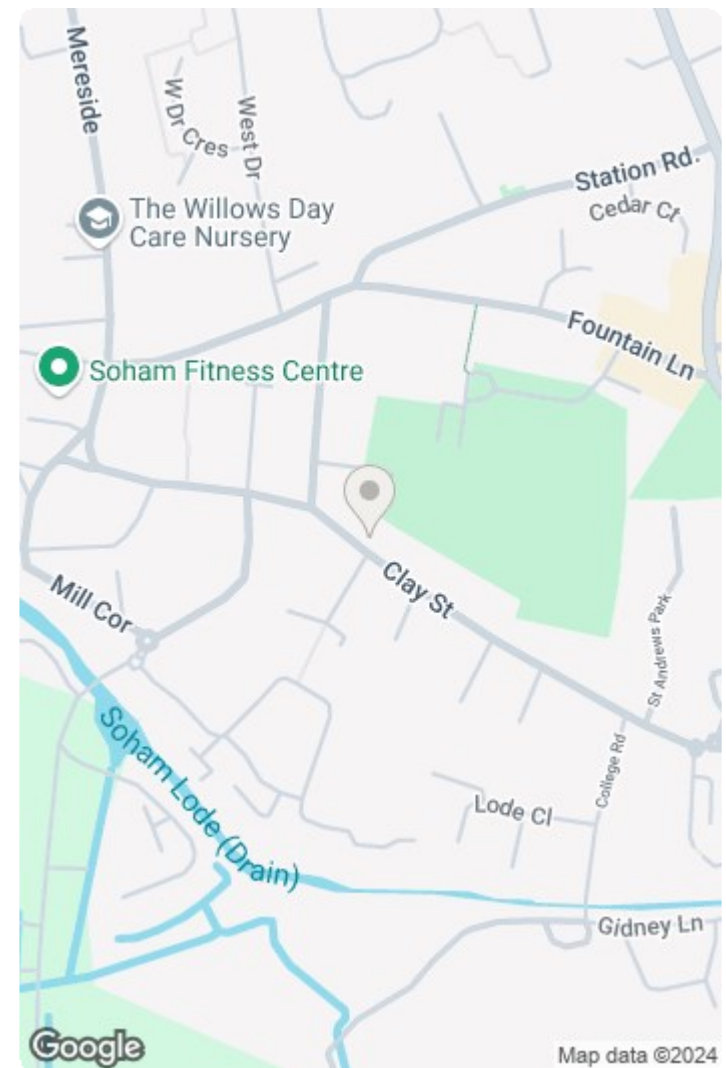 Mereside
W Dr Cres
West Dr
Station Rd.
Cedar Ct
The Willows Day
Care Nursery
Fountain Ln
Soham Fitness Centre
Clay St
Mill Cor
St Andrews Park
Soham Lode (Drain)
College Rd
Lode Cl
Gidney Ln
Google
Map data ©2024